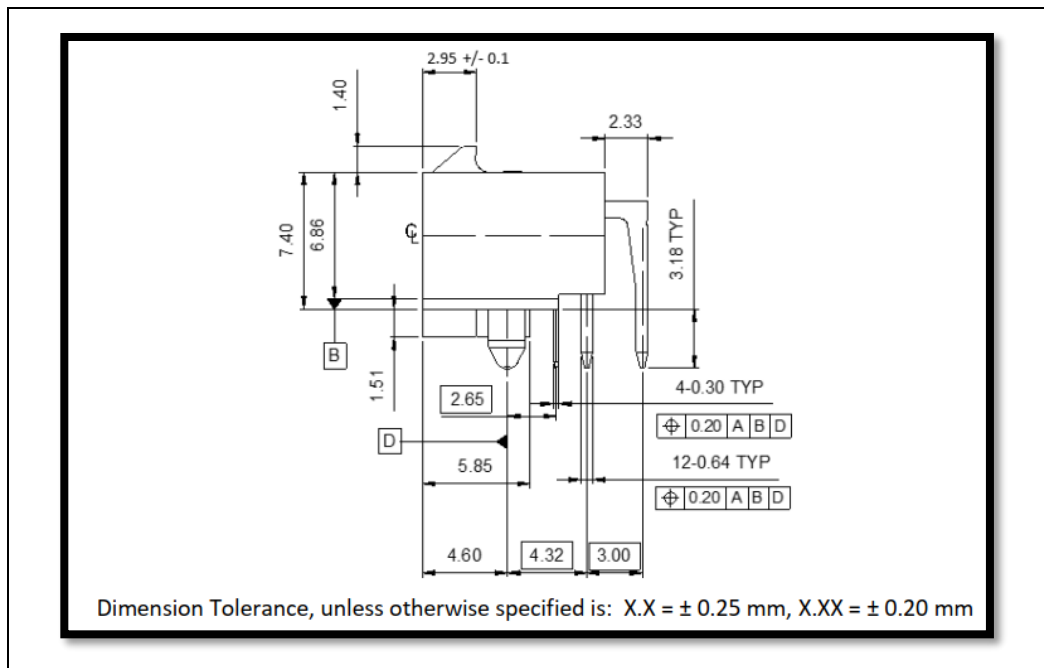 2.95 +/- 0.1
1.40
2.33
7.40
6.86
℄
3.18 TYP
B
1.51
2.65
4-0.30 TYP
⌖ 0.20 A B D
D
12-0.64 TYP
5.85
⌖ 0.20 A B D
4.60
4.32
3.00
Dimension Tolerance, unless otherwise specified is: X.X = ± 0.25 mm, X.XX = ± 0.20 mm